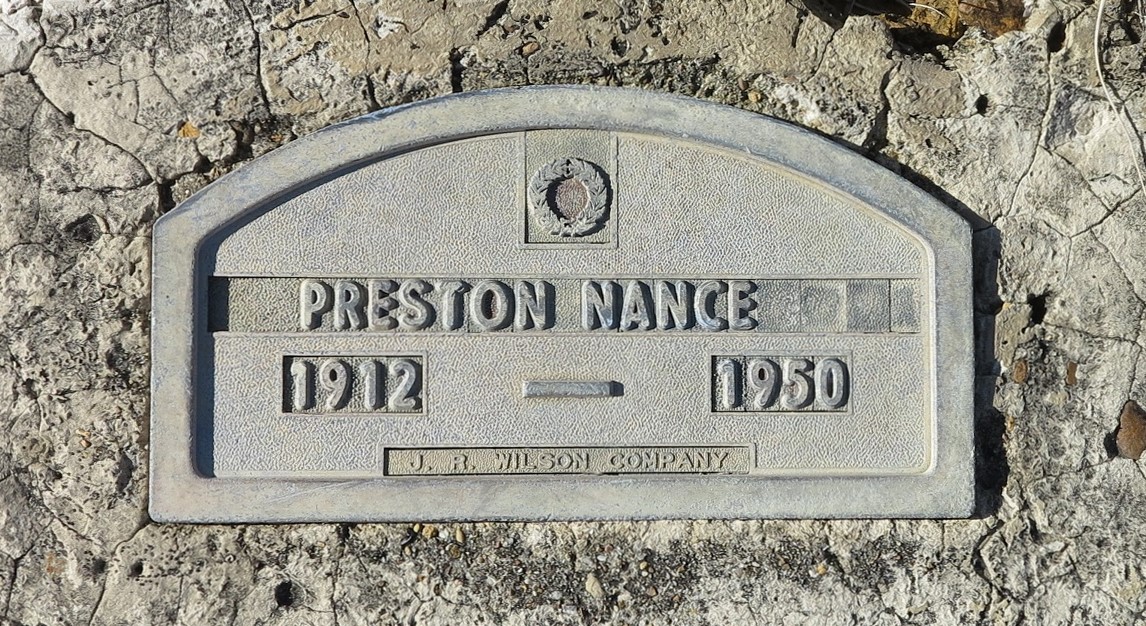 PRESTON NANCE
1912 — 1950
J. R. WILSON COMPANY